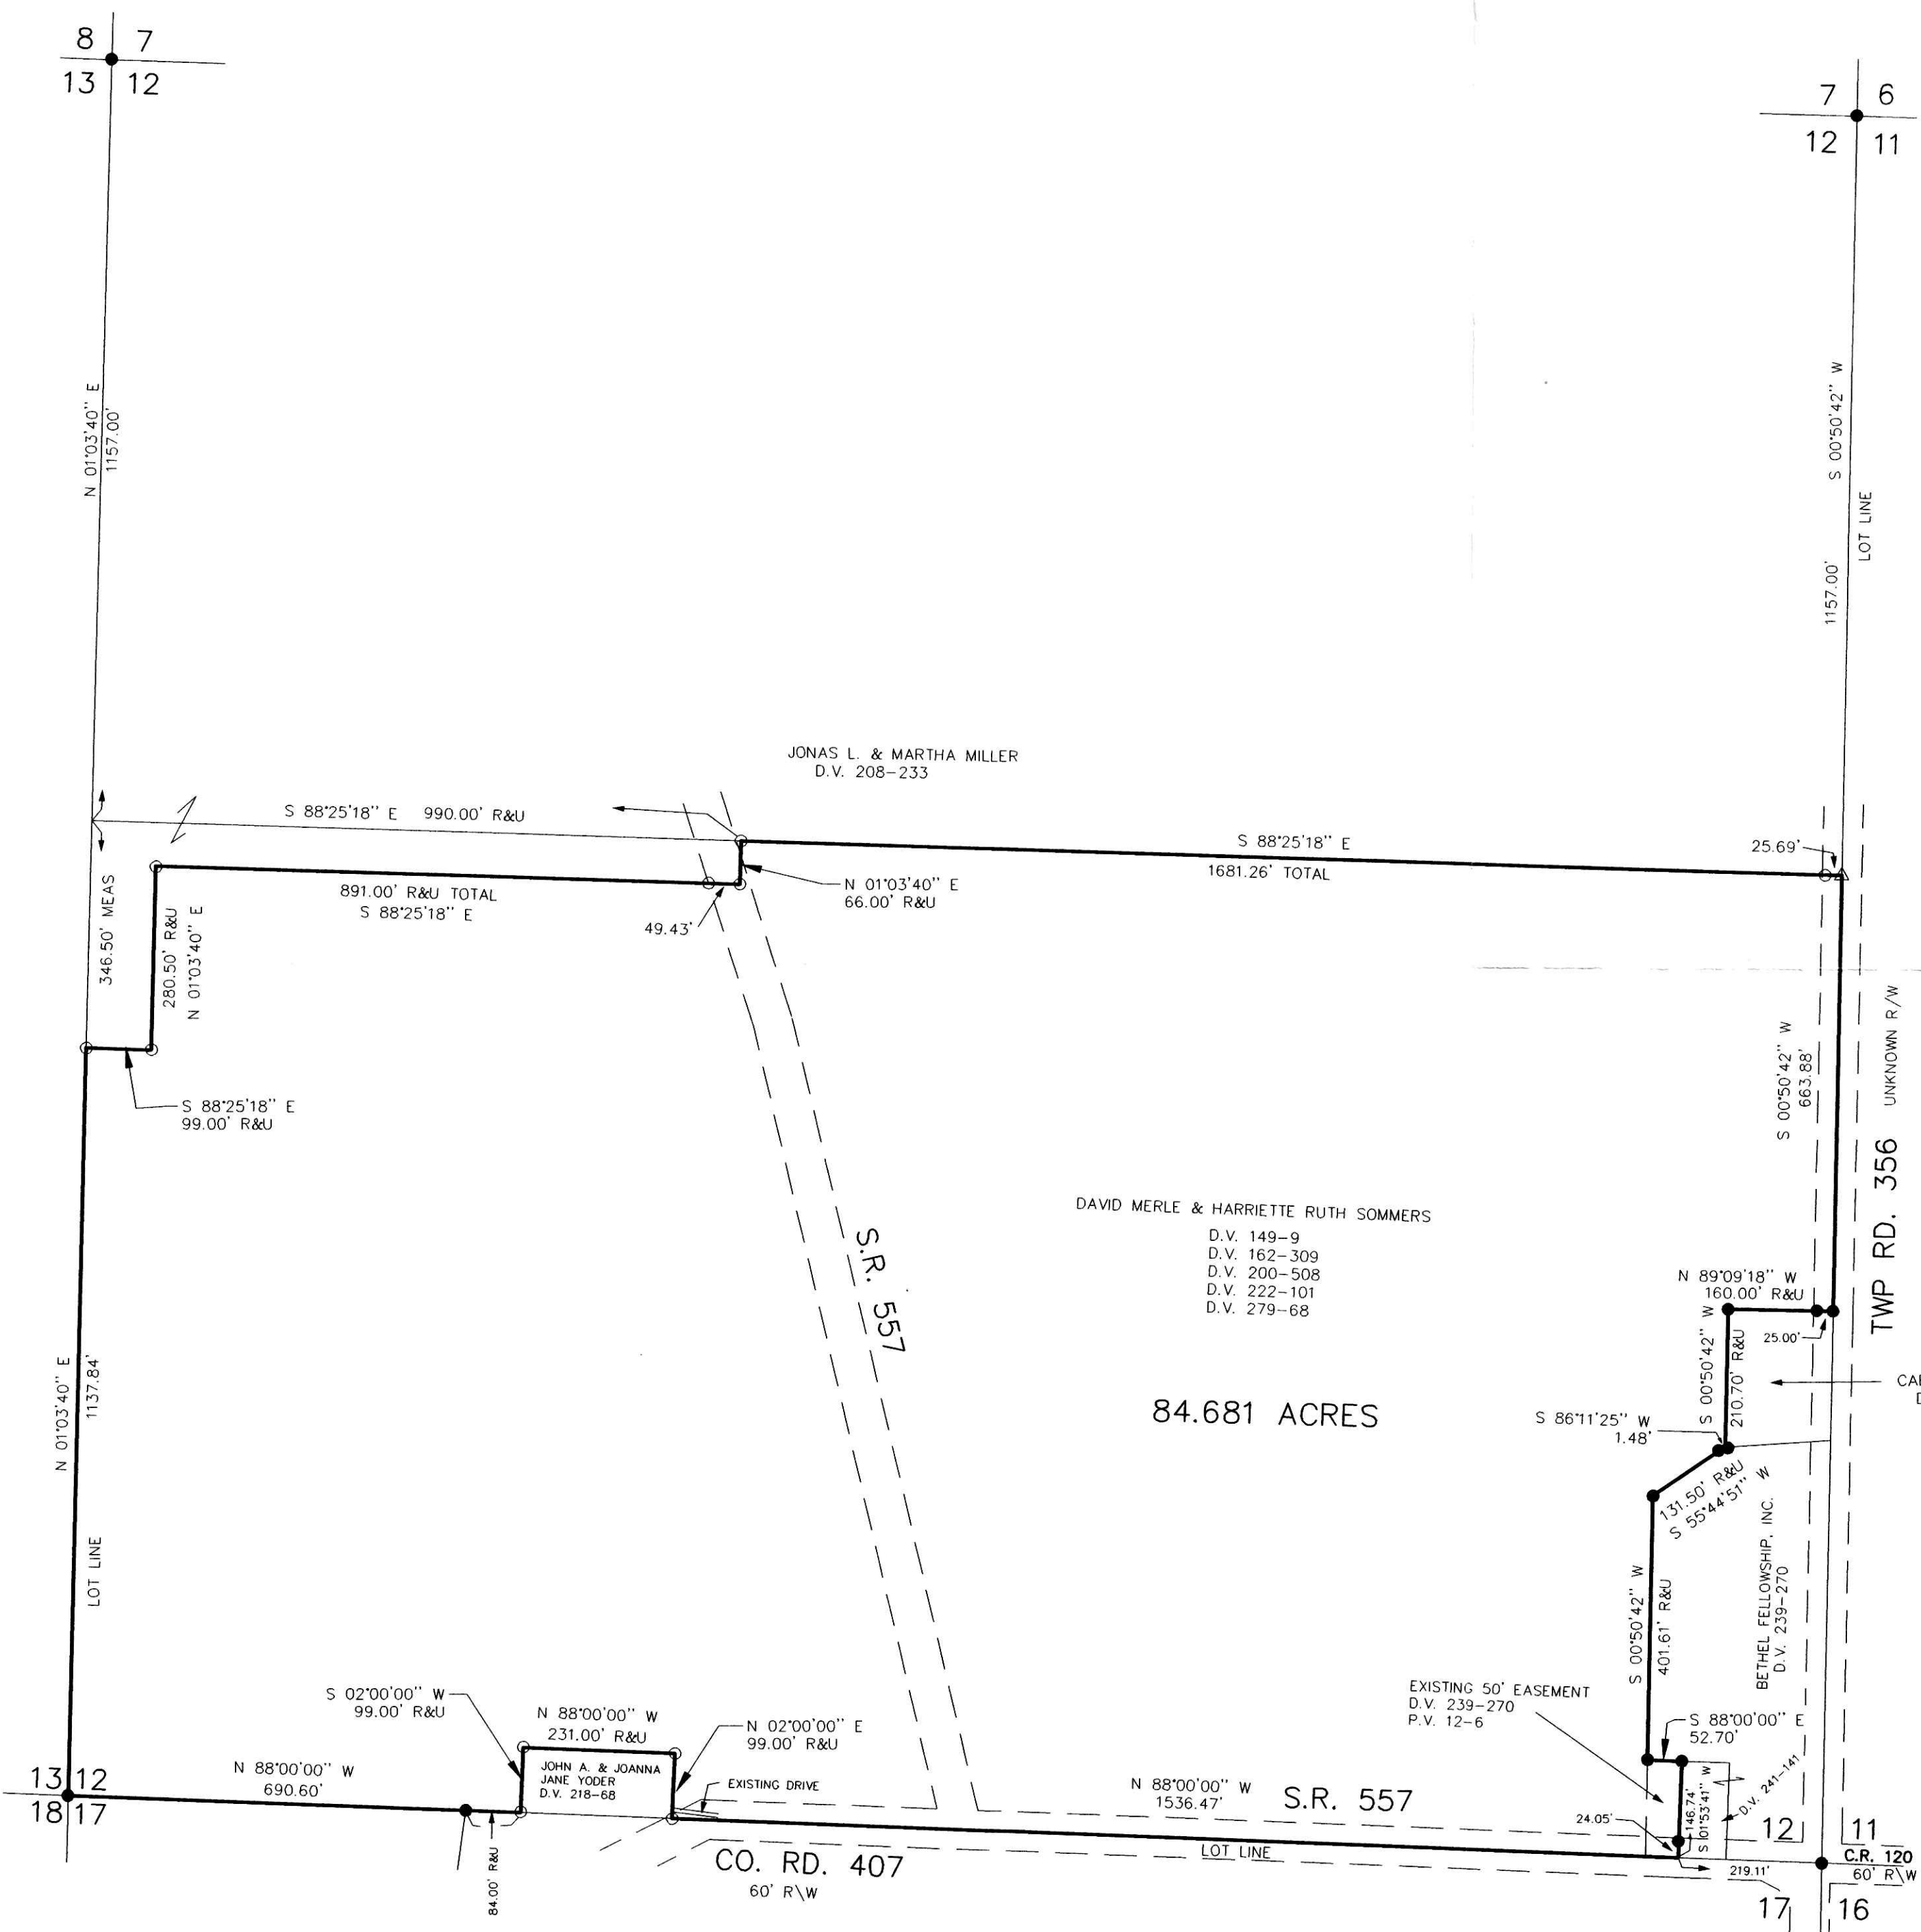 8 7
13 12
7 6
12 11
N 01°03'40'' E
1157.00'
S 00°50'42'' W
1157.00'
LOT LINE
JONAS L. & MARTHA MILLER
D.V. 208-233
S 88°25'18'' E 990.00' R&U
S 88°25'18'' E
1681.26' TOTAL
25.69'
891.00' R&U TOTAL
S 88°25'18'' E
49.43'
N 01°03'40'' E
66.00' R&U
346.50' MEAS
280.50' R&U
N 01°03'40'' E
S 88°25'18'' E
99.00' R&U
S 00°50'42'' W
663.88'
UNKNOWN R/W
TWP RD. 356
DAVID MERLE & HARRIETTE RUTH SOMMERS
D.V. 149-9
D.V. 162-309
D.V. 200-508
D.V. 222-101
D.V. 279-68
S.R. 557
N 89°09'18'' W
160.00' R&U
25.00'
S 00°50'42'' W
210.70' R&U
CAB
D
84.681 ACRES
S 86°11'25'' W
1.48'
131.50' R&U
S 55°44'51'' W
N 01°03'40'' E
1137.84'
LOT LINE
BETHEL FELLOWSHIP, INC.
D.V. 239-270
S 00°50'42'' W
401.61' R&U
EXISTING 50' EASEMENT
D.V. 239-270
P.V. 12-6
S 88°00'00'' E
52.70'
S 02°00'00'' W
99.00' R&U
N 88°00'00'' W
231.00' R&U
N 02°00'00'' E
99.00' R&U
JOHN A. & JOANNA
JANE YODER
D.V. 218-68
EXISTING DRIVE
N 88°00'00'' W
690.60'
N 88°00'00'' W
1536.47'
S.R. 557
24.05'
146.74'
S 01°53'41'' W
D.V. 241-141
13 12
18 17
84.00' R&U
CO. RD. 407
60' R\W
LOT LINE
219.11'
12 11
C.R. 120
60' R\W
17 16